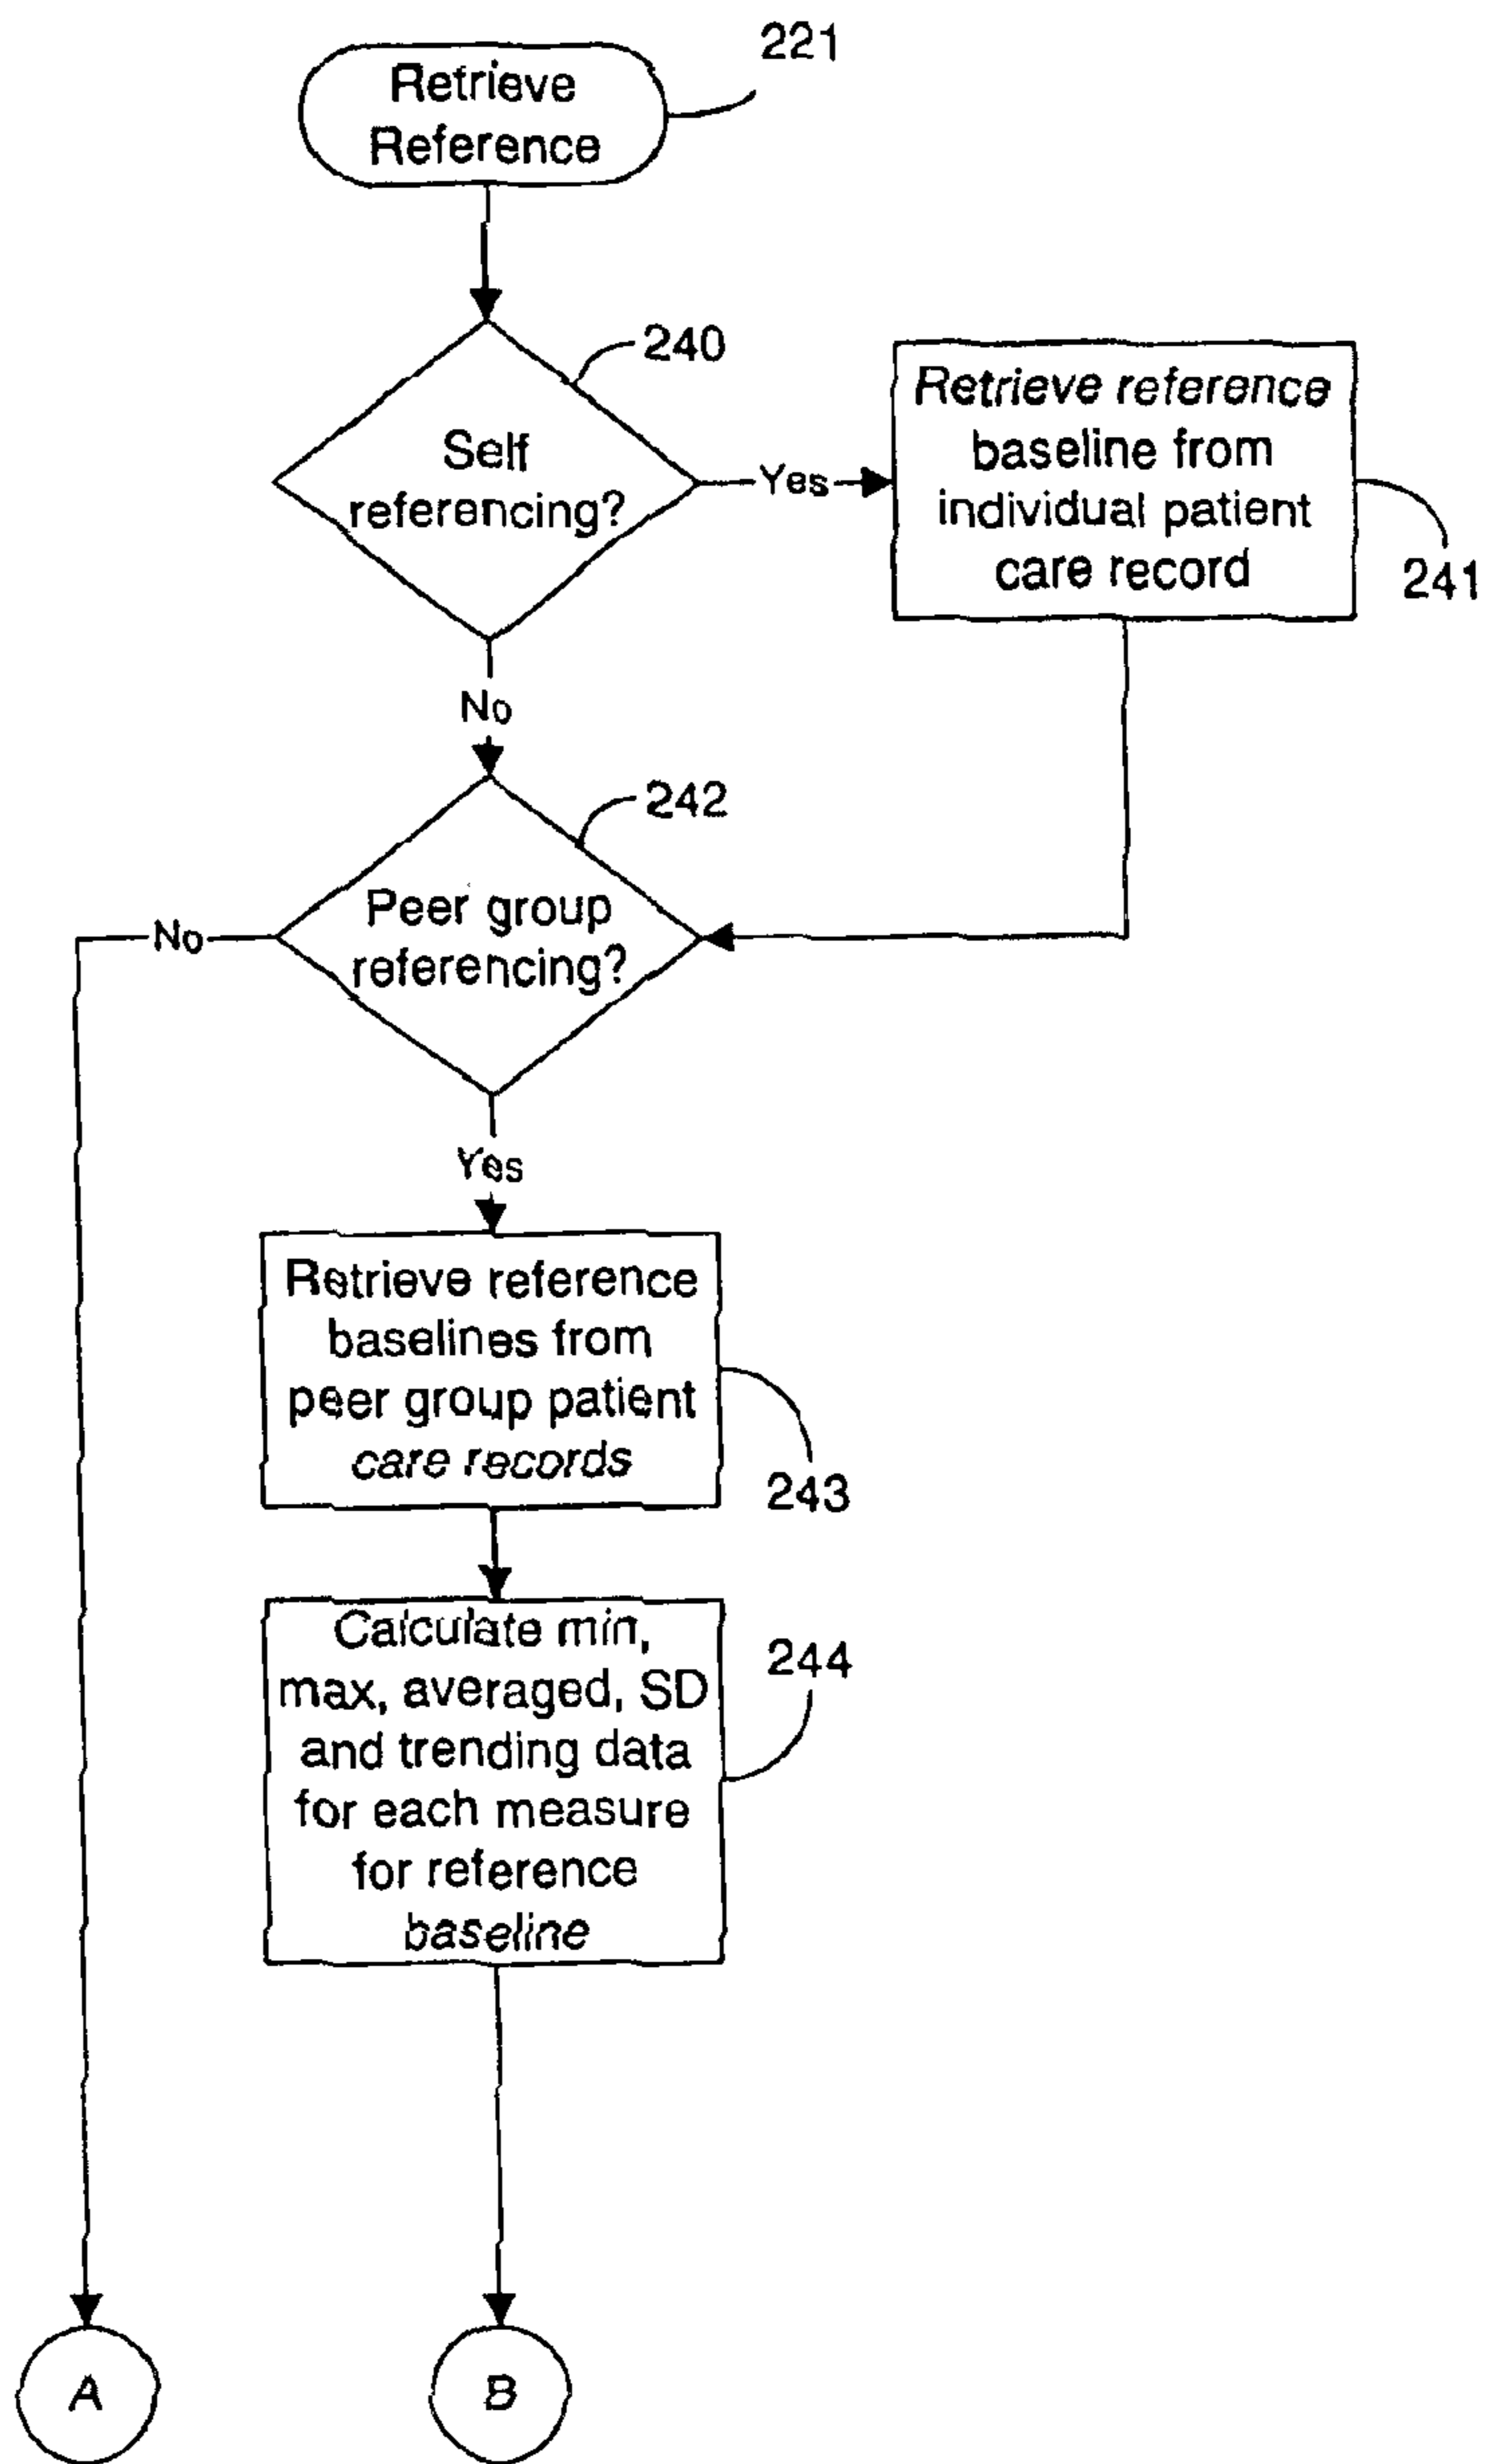 Retrieve
Reference
221
240
Self
referencing?
Yes
Retrieve reference
baseline from
individual patient
care record
241
No
242
Peer group
referencing?
No
Yes
Retrieve reference
baselines from
peer group patient
care records
243
Calculate min,
max, averaged, SD
and trending data
for each measure
for reference
baseline
244
A
B